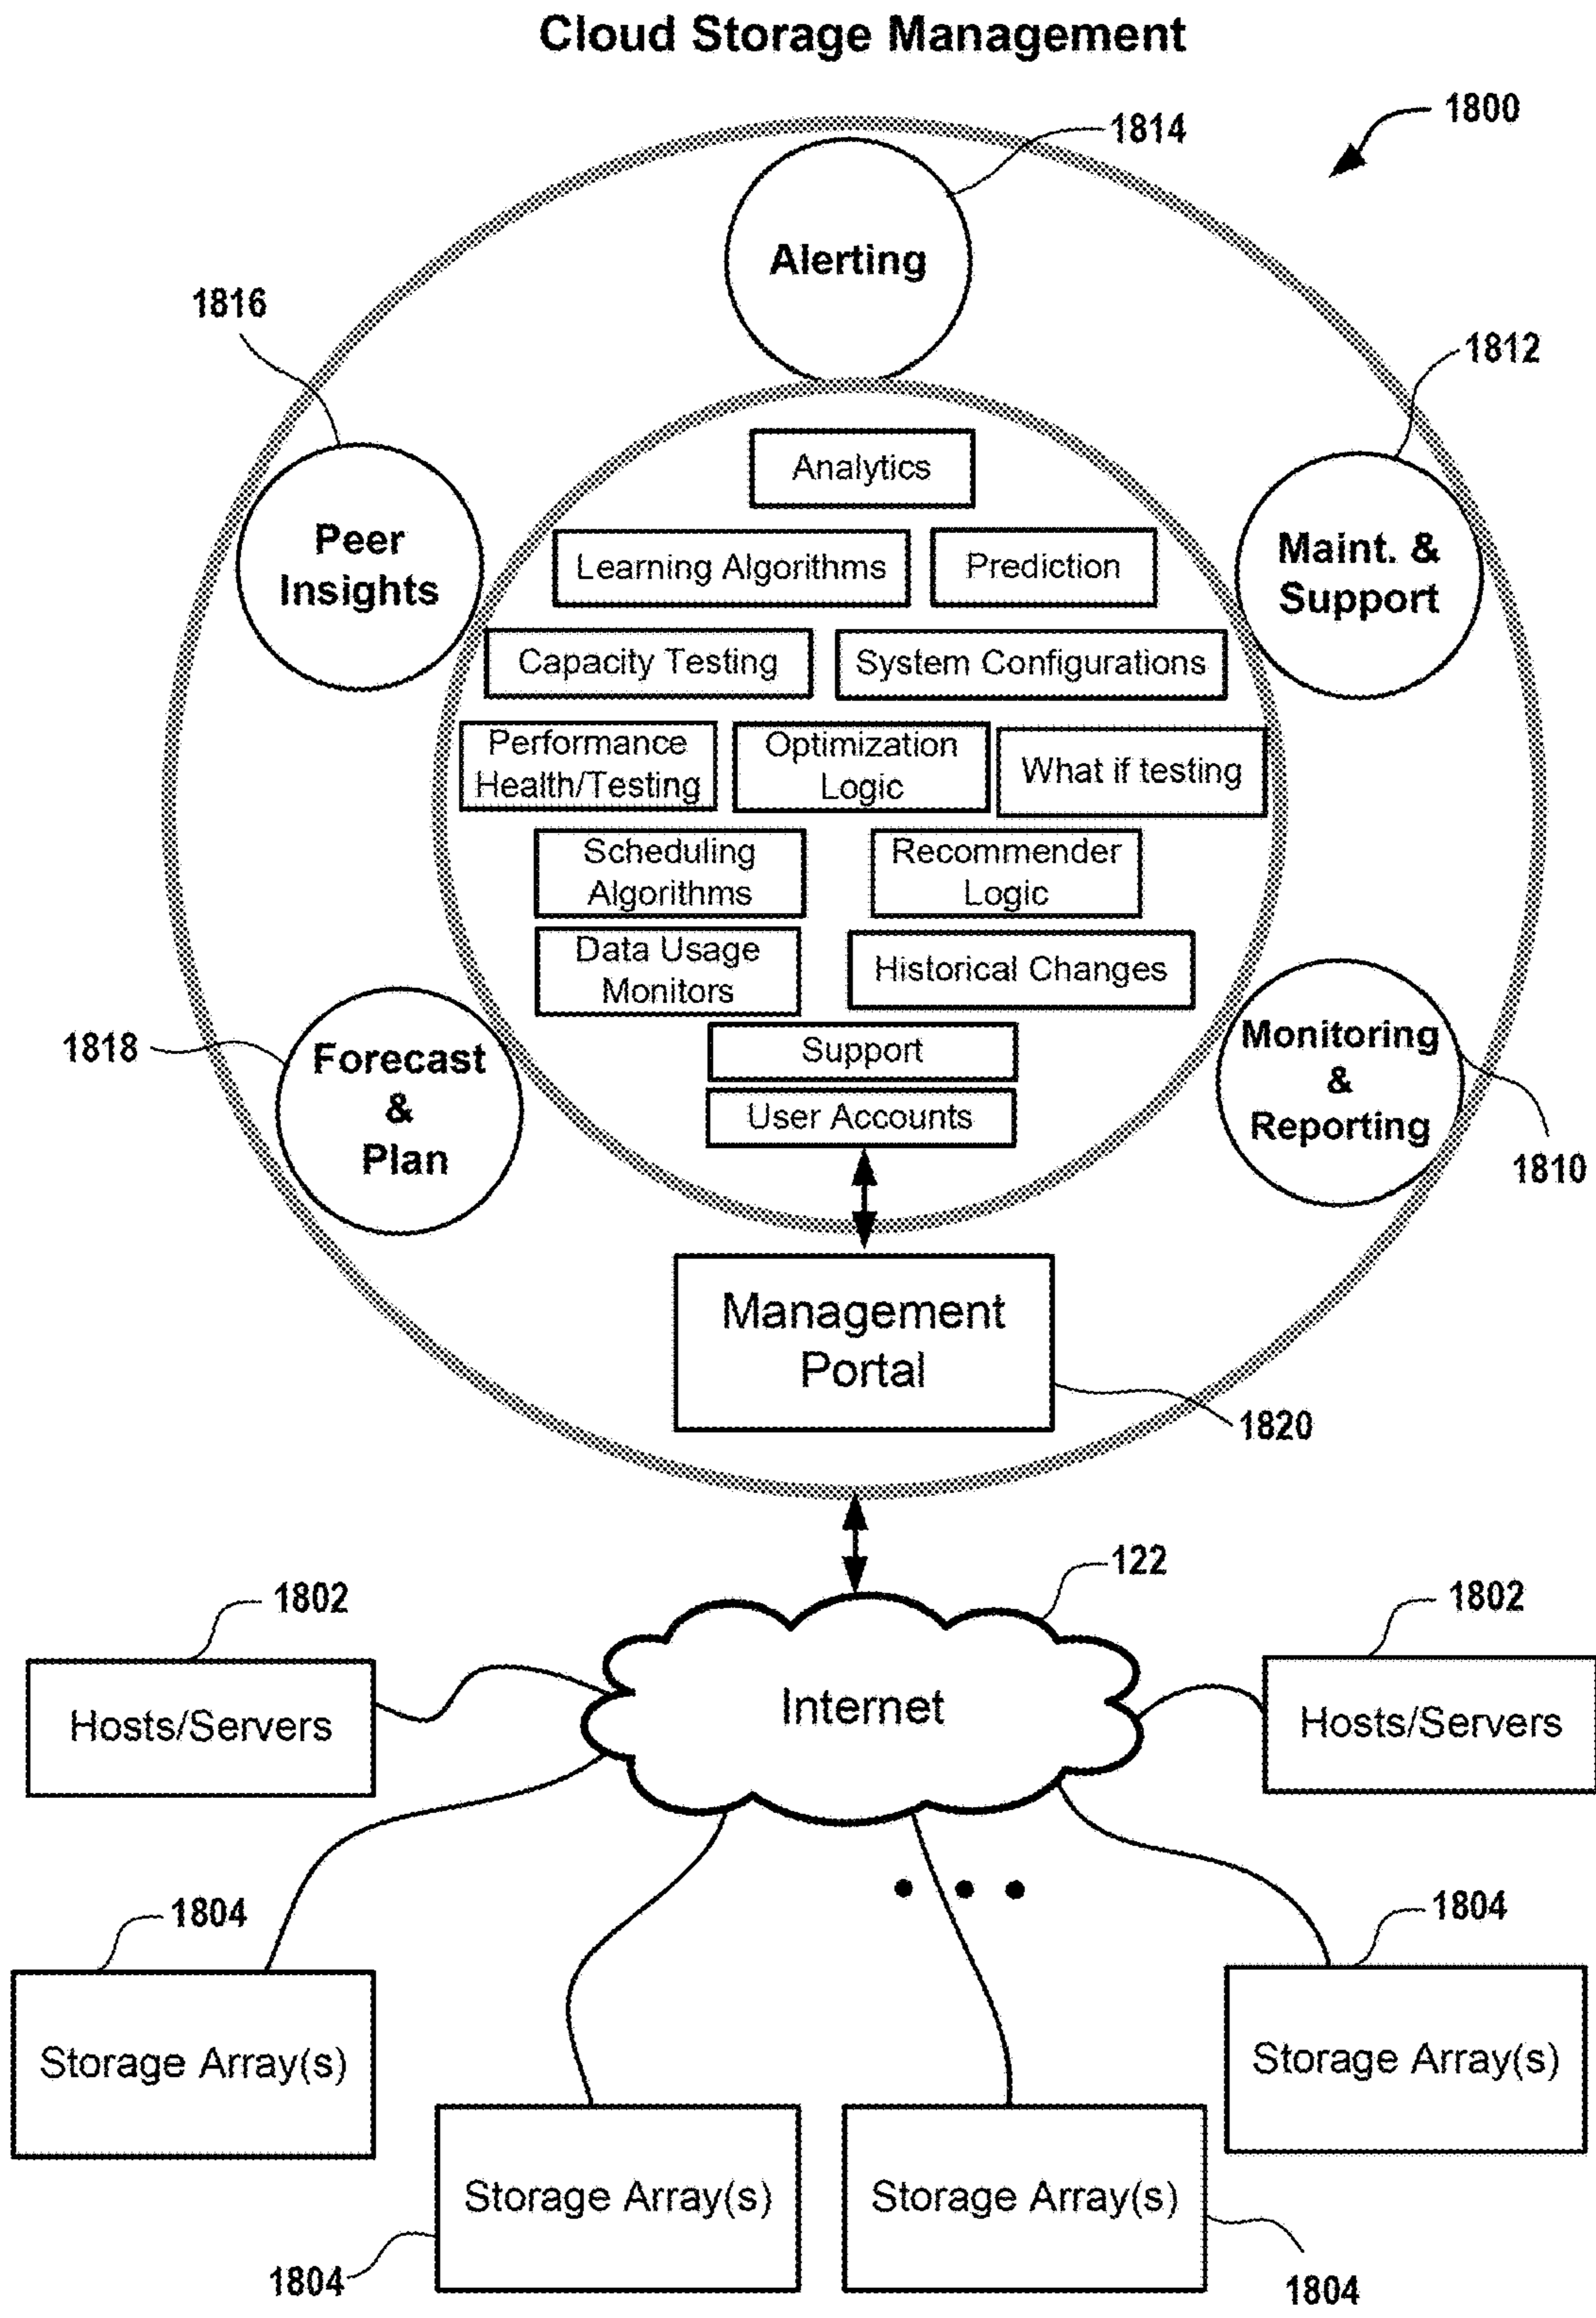 Cloud Storage Management
1800
1814
Alerting
1816
1812
Peer
Insights
Maint. &
Support
Analytics
Learning Algorithms
Prediction
Capacity Testing
System Configurations
Performance
Health/Testing
Optimization
Logic
What if testing
Scheduling
Algorithms
Recommender
Logic
Data Usage
Monitors
Historical Changes
Support
User Accounts
1818
Forecast
&
Plan
Monitoring
&
Reporting
1810
Management
Portal
1820
122
1802
1802
Hosts/Servers
Internet
Hosts/Servers
1804
1804
Storage Array(s)
Storage Array(s)
Storage Array(s)
Storage Array(s)
1804
1804